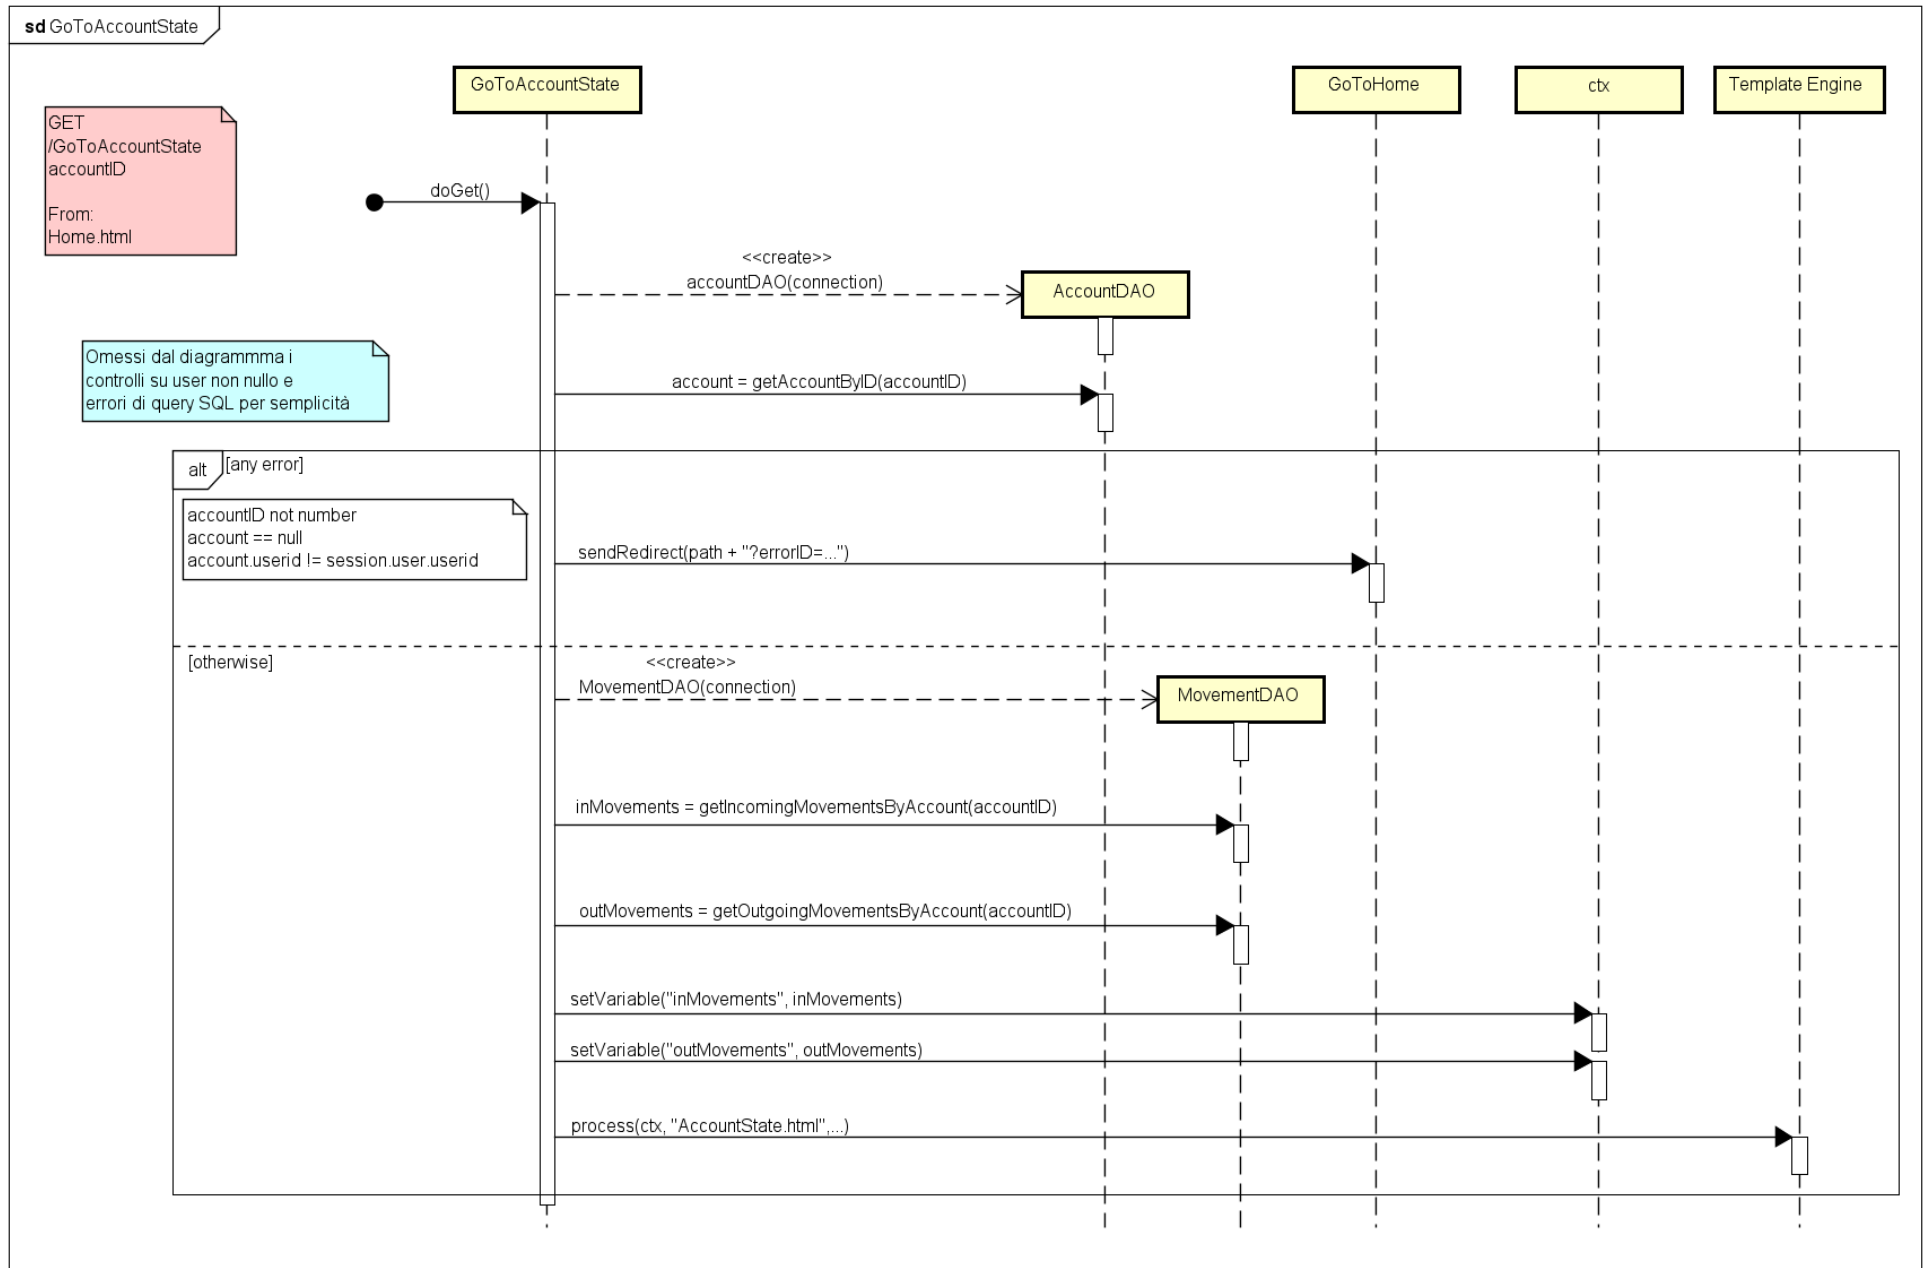 sd GoToAccountState
GoToAccountState
GoToHome
ctx
Template Engine
GET
/GoToAccountState
accountID
From:
Home.html
doGet()
<<create>>
accountDAO(connection)
AccountDAO
Omessi dal diagrammma i
controlli su user non nullo e
errori di query SQL per semplicità
account = getAccountByID(accountID)
alt
[any error]
accountID not number
account == null
account.userid != session.user.userid
sendRedirect(path + "?errorID=...")
[otherwise]
<<create>>
MovementDAO(connection)
MovementDAO
inMovements = getIncomingMovementsByAccount(accountID)
outMovements = getOutgoingMovementsByAccount(accountID)
setVariable("inMovements", inMovements)
setVariable("outMovements", outMovements)
process(ctx, "AccountState.html",...)